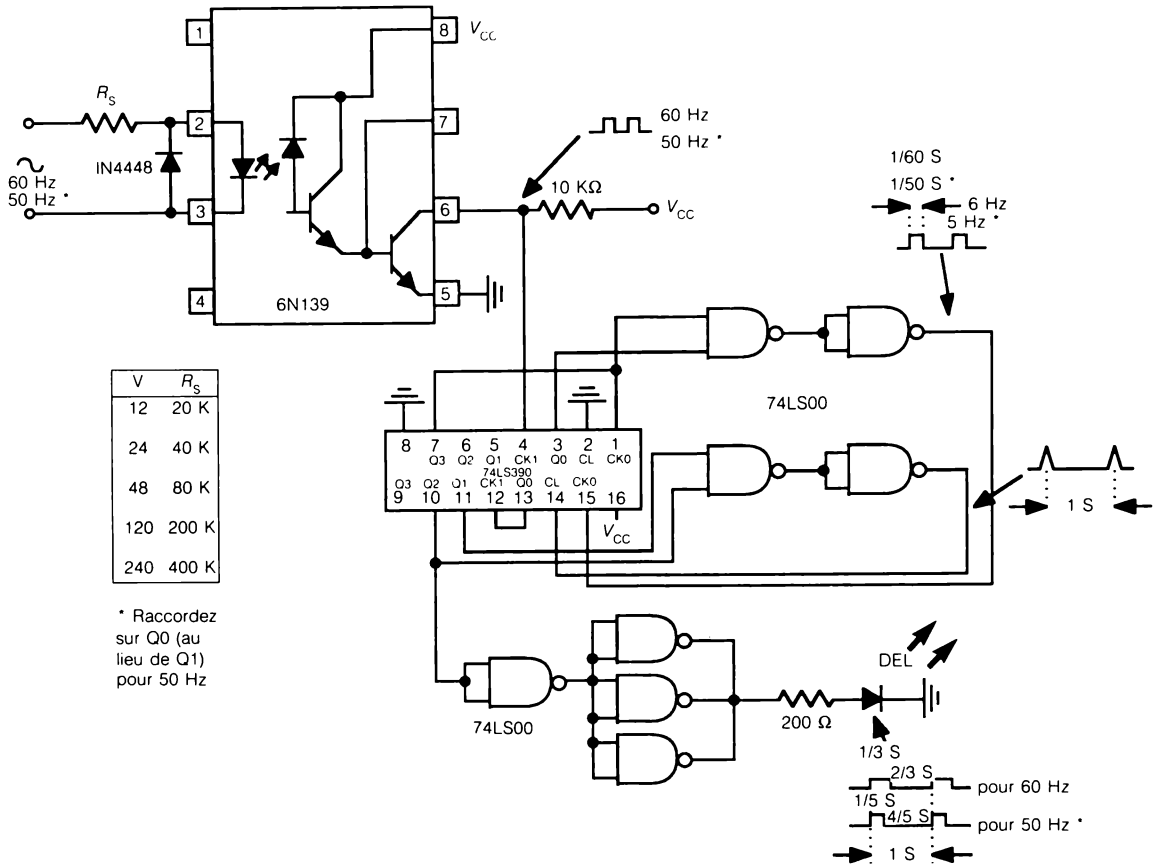 1
8
V_CC
R_S
2
7
IN4448
60 Hz
50 Hz *
3
6
4
5
6N139
60 Hz
50 Hz *
10 KΩ
V_CC
1/60 S
1/50 S *
6 Hz
5 Hz *
V R_S
12 20 K
24 40 K
48 80 K
120 200 K
240 400 K
* Raccordez
sur Q0 (au
lieu de Q1)
pour 50 Hz
74LS00
8 7 6 5 4 3 2 1
Q3 Q2 Q1 CK1 Q0 CL CK0
74LS390
Q3 Q2 Q1 CK1 Q0 CL CK0
9 10 11 12 13 14 15 16
V_CC
1 S
74LS00
200 Ω
DEL
1/3 S
2/3 S
pour 60 Hz
1/5 S
4/5 S
pour 50 Hz *
1 S